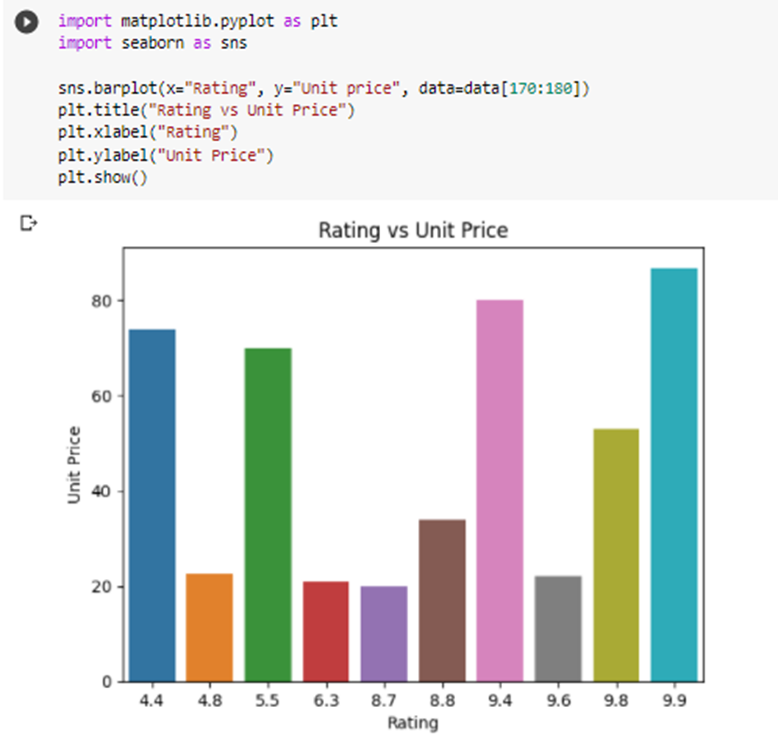 import matplotlib.pyplot as plt
import seaborn as sns
sns.barplot(x="Rating", y="Unit price", data=data[170:180])
plt.title("Rating vs Unit Price")
plt.xlabel("Rating")
plt.ylabel("Unit Price")
plt.show()
Rating vs Unit Price
80
60
40
20
0
Unit Price
4.4 4.8 5.5 6.3 8.7 8.8 9.4 9.6 9.8 9.9
Rating